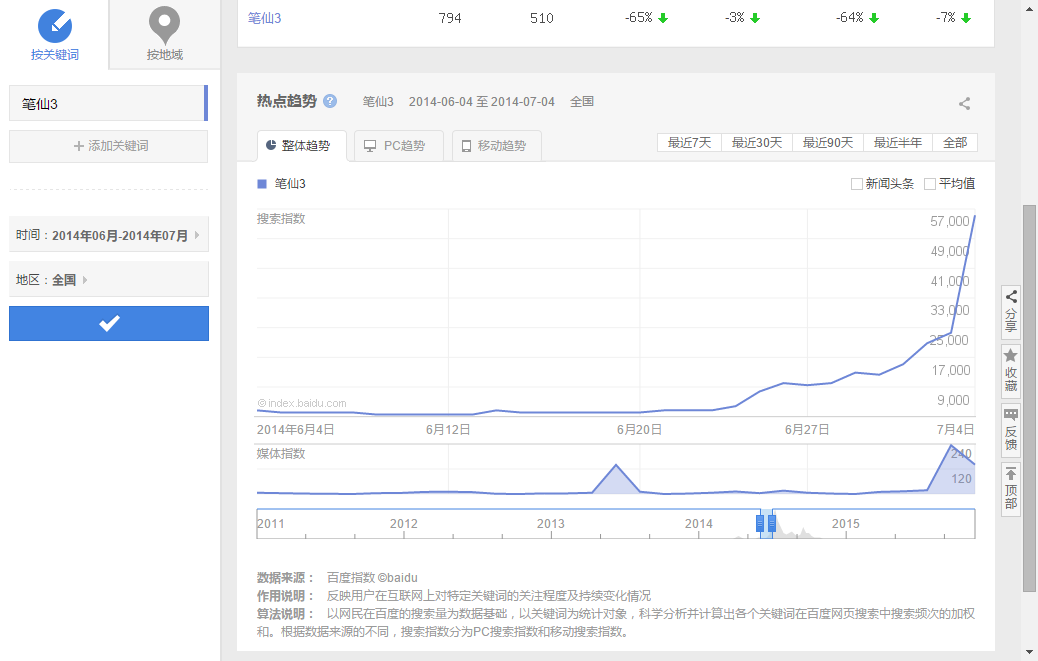 按关键词
按地域
笔仙3 794 510 -65% -3% -64% -7%
笔仙3
添加关键词
时间：2014年06月-2014年07月
地区：全国
热点趋势 ? 笔仙3 2014-06-04 至 2014-07-04 全国
整体趋势 PC趋势 移动趋势 最近7天 最近30天 最近90天 最近半年 全部
笔仙3 新闻头条 平均值
搜索指数
57,000
49,000
41,000
33,000
25,000
17,000
9,000
© index.baidu.com
2014年6月4日 6月12日 6月20日 6月27日 7月4日
媒体指数
240
120
2011 2012 2013 2014 2015
分享
收藏
反馈
顶部
数据来源： 百度指数 ©baidu
作用说明： 反映用户在互联网上对特定关键词的关注程度及持续变化情况
算法说明： 以网民在百度的搜索量为数据基础，以关键词为统计对象，科学分析并计算出各个关键词在百度网页搜索中搜索频次的加权
和。根据数据来源的不同，搜索指数分为PC搜索指数和移动搜索指数。